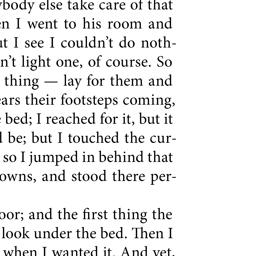 ybody else take care of that
en I went to his room and
ut I see I couldn't do noth-
n't light one, of course. So
thing — lay for them and
ears their footsteps coming,
bed; I reached for it, but it
d be; but I touched the cur-
so I jumped in behind that
owns, and stood there per-
oor; and the first thing the
look under the bed. Then I
when I wanted it. And yet,